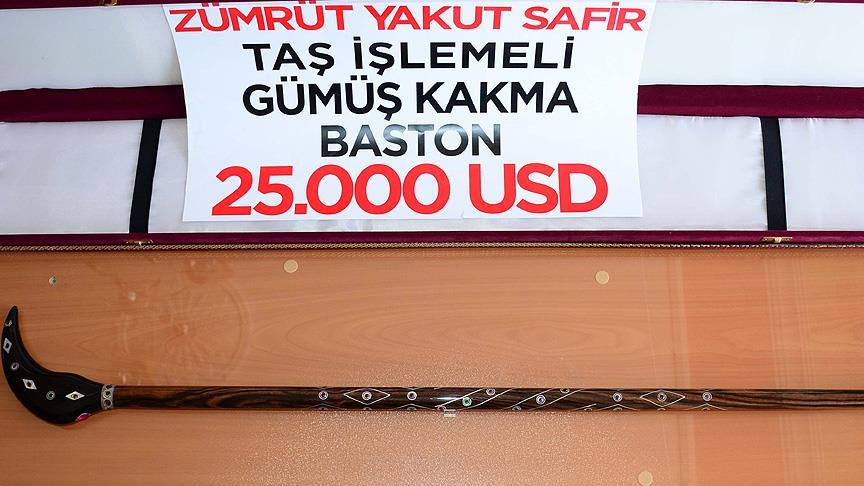 ZÜMRÜT YAKUT SAFİR
TAŞ İŞLEMELİ
GÜMÜŞ KAKMA
BASTON
25.000 USD